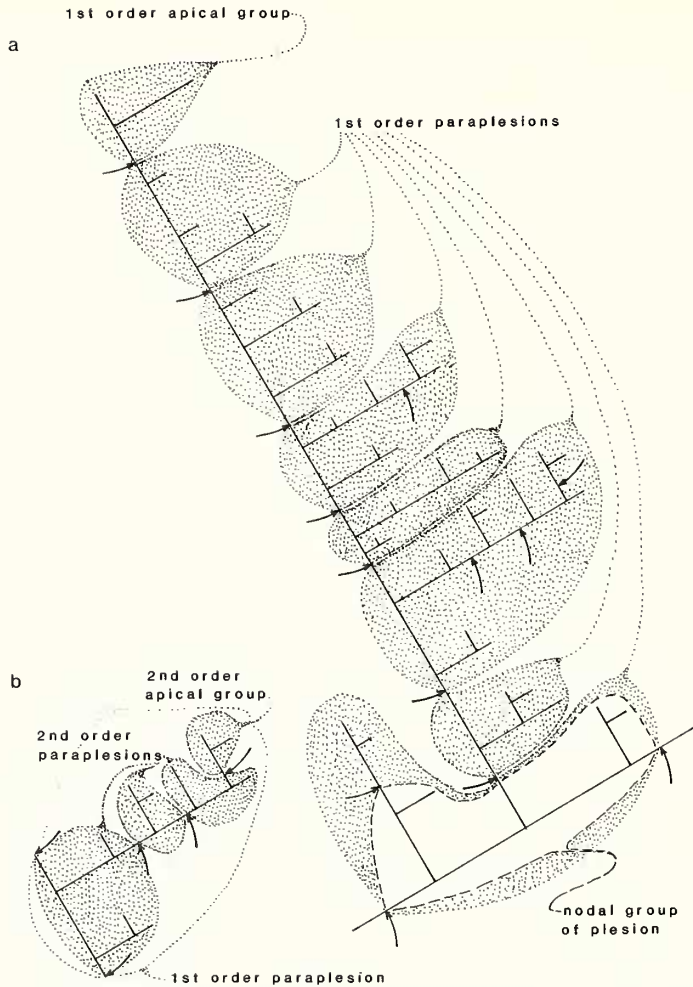 1st order apical group
a
1st order paraplesions
b
2nd order
apical group
2nd order
paraplesions
nodal group
of plesion
1st order paraplesion